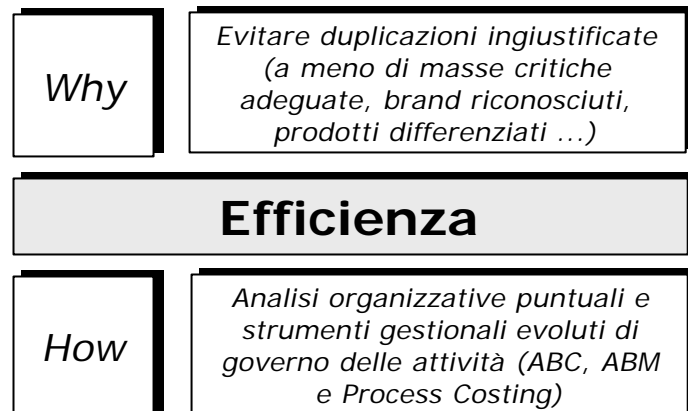 Why
Evitare duplicazioni ingiustificate
(a meno di masse critiche
adeguate, brand riconosciuti,
prodotti differenziati ...)
Efficienza
How
Analisi organizzative puntuali e
strumenti gestionali evoluti di
governo delle attività (ABC, ABM
e Process Costing)